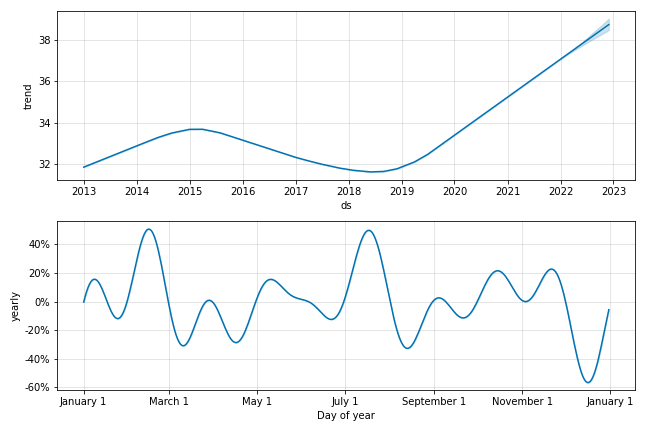 38
36
34
32
trend
2013 2014 2015 2016 2017 2018 2019 2020 2021 2022 2023
ds
40%
20%
0%
-20%
-40%
-60%
yearly
January 1 March 1 May 1 July 1 September 1 November 1 January 1
Day of year